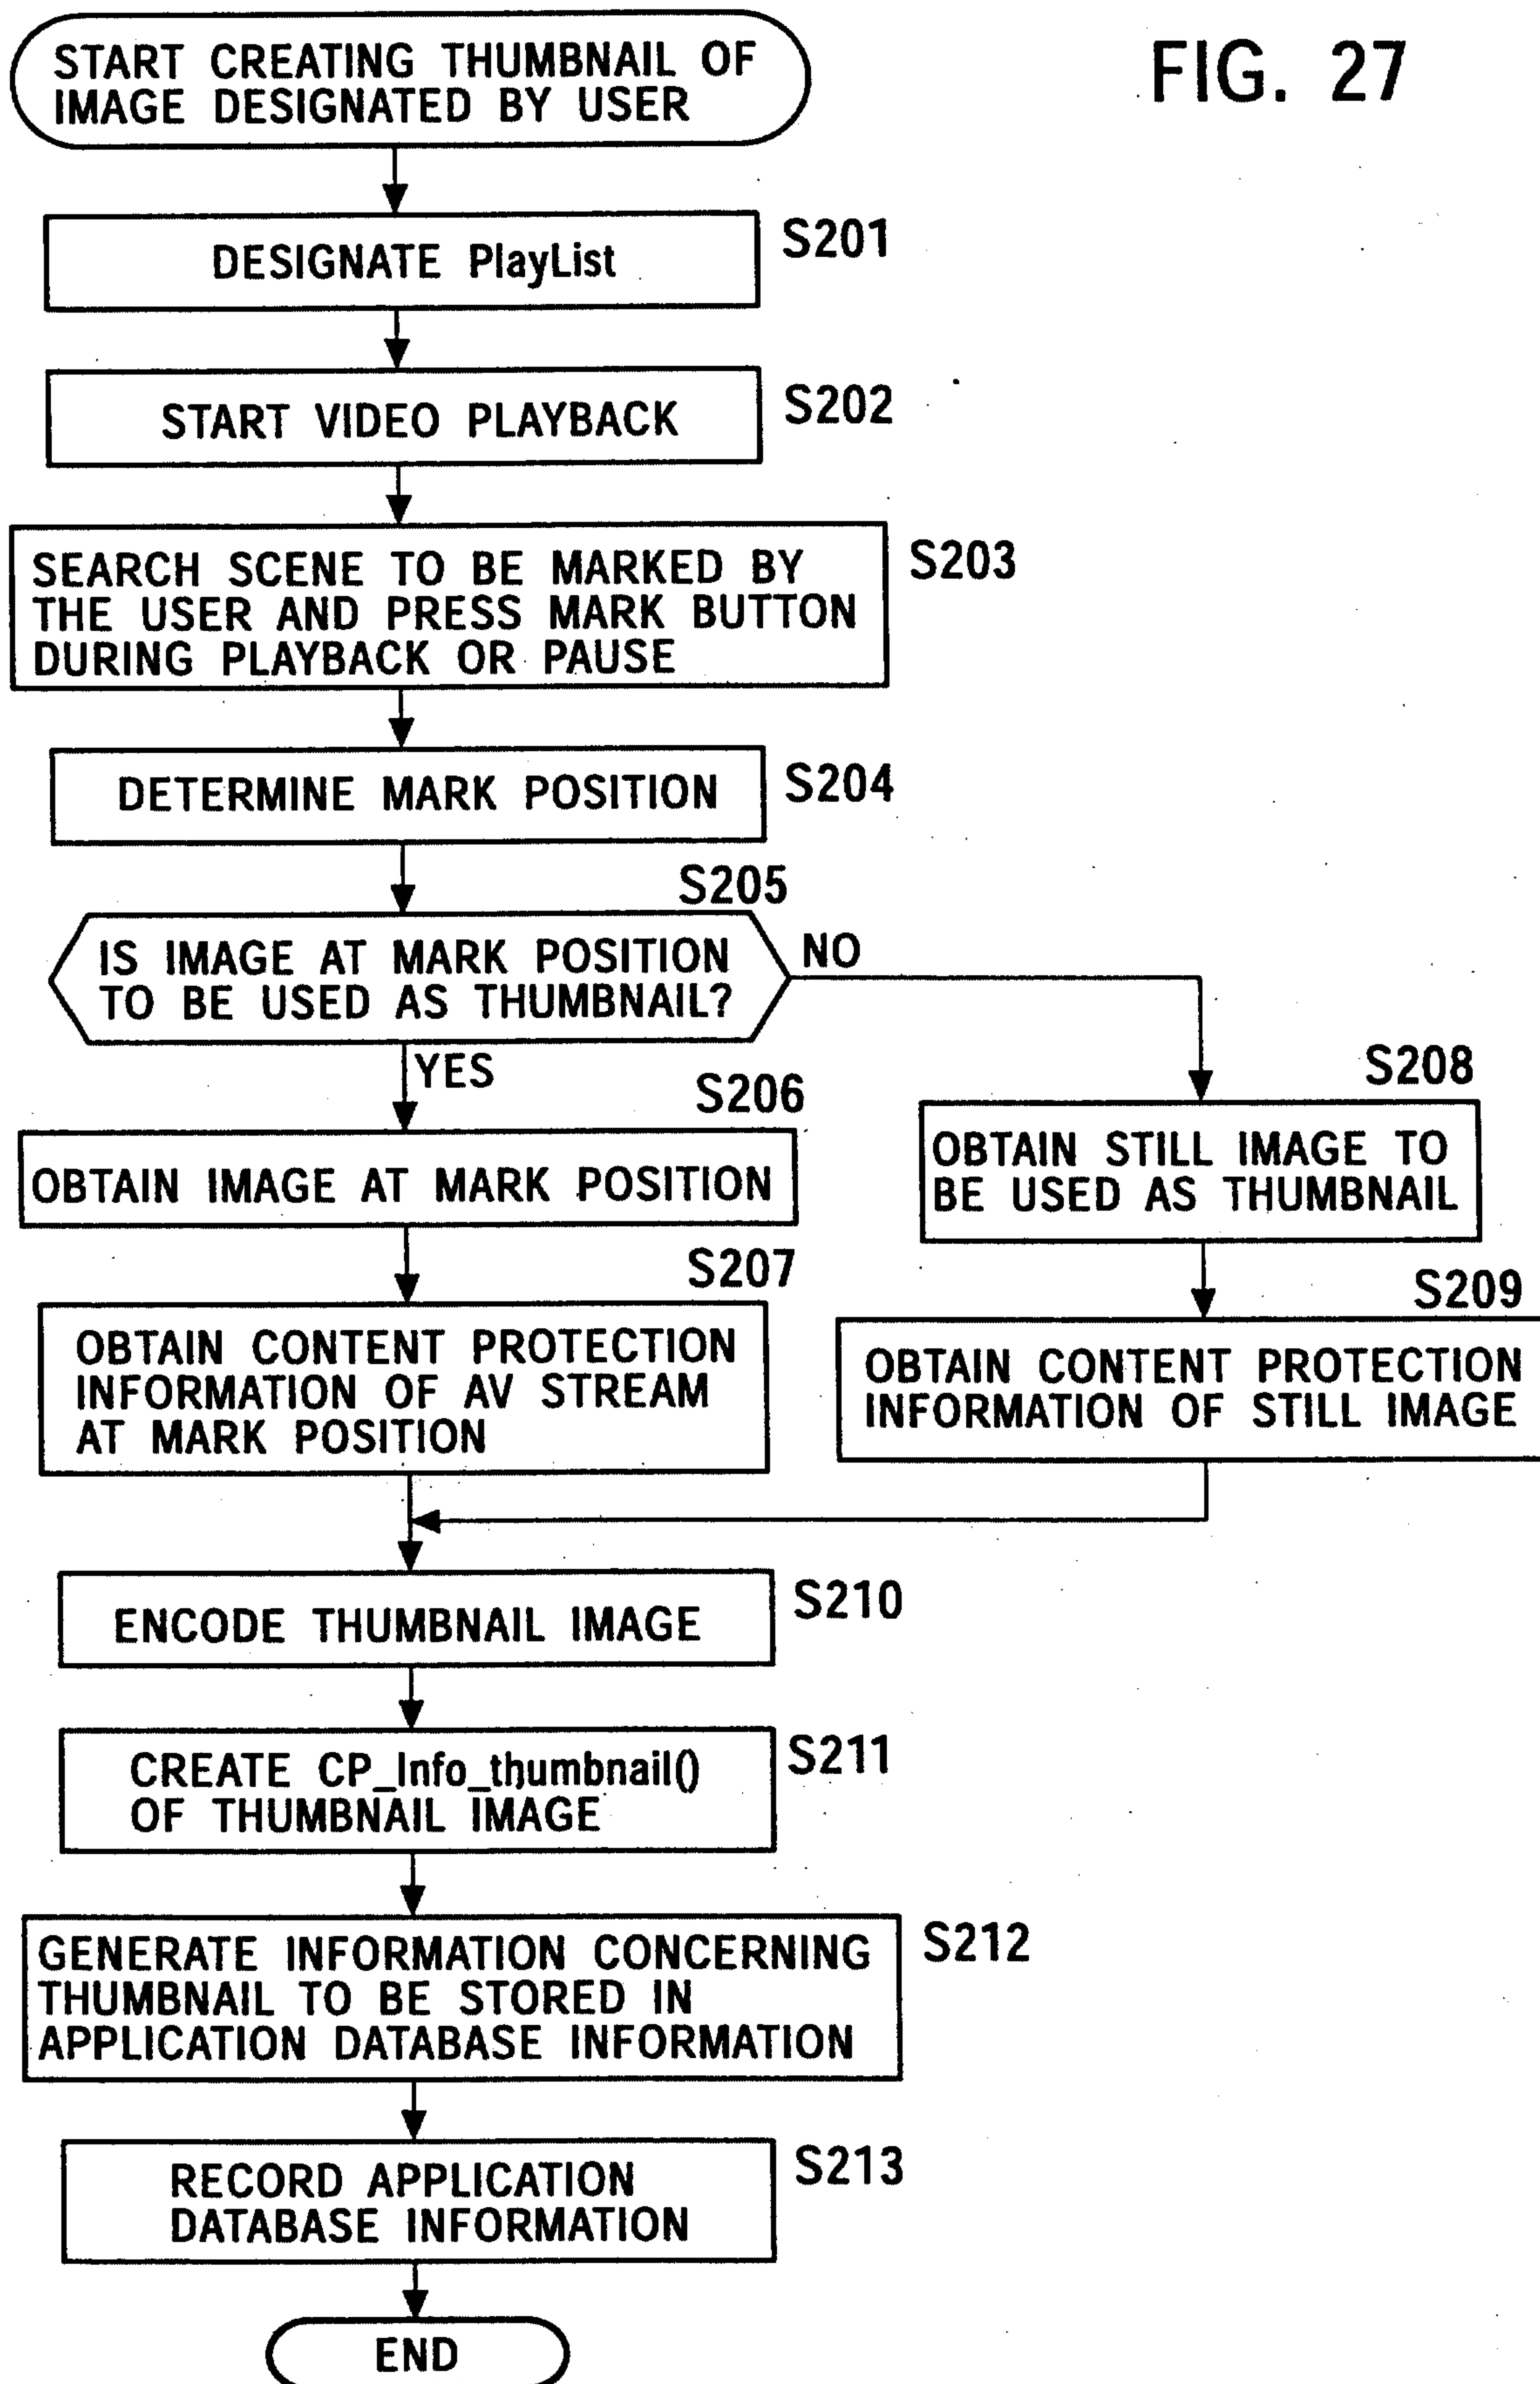 FIG. 27
START CREATING THUMBNAIL OF
IMAGE DESIGNATED BY USER
S201
DESIGNATE PlayList
S202
START VIDEO PLAYBACK
S203
SEARCH SCENE TO BE MARKED BY
THE USER AND PRESS MARK BUTTON
DURING PLAYBACK OR PAUSE
S204
DETERMINE MARK POSITION
S205
IS IMAGE AT MARK POSITION
TO BE USED AS THUMBNAIL?
NO
YES
S206
OBTAIN IMAGE AT MARK POSITION
S207
OBTAIN CONTENT PROTECTION
INFORMATION OF AV STREAM
AT MARK POSITION
S208
OBTAIN STILL IMAGE TO
BE USED AS THUMBNAIL
S209
OBTAIN CONTENT PROTECTION
INFORMATION OF STILL IMAGE
S210
ENCODE THUMBNAIL IMAGE
S211
CREATE CP_Info_thumbnail()
OF THUMBNAIL IMAGE
S212
GENERATE INFORMATION CONCERNING
THUMBNAIL TO BE STORED IN
APPLICATION DATABASE INFORMATION
S213
RECORD APPLICATION
DATABASE INFORMATION
END